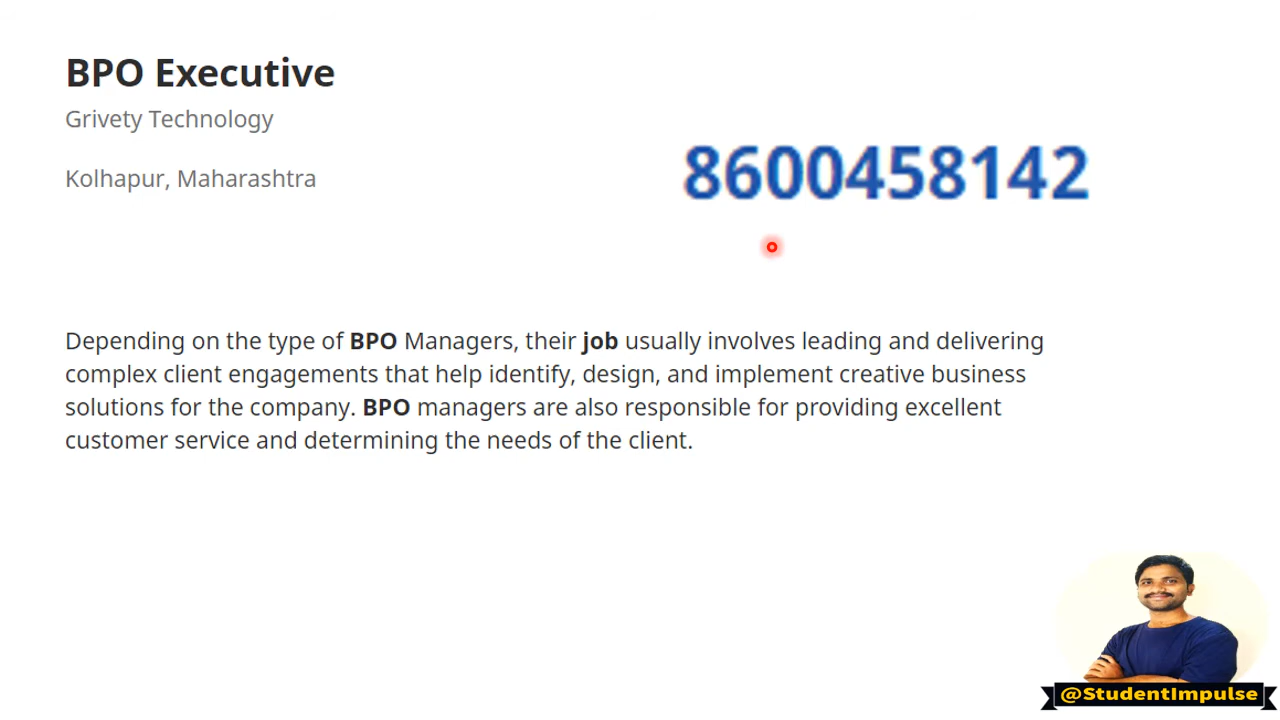 BPO Executive
Grivety Technology
8600458142
Kolhapur, Maharashtra
Depending on the type of BPO Managers, their job usually involves leading and delivering
complex client engagements that help identify, design, and implement creative business
solutions for the company. BPO managers are also responsible for providing excellent
customer service and determining the needs of the client.
@StudentImpulse